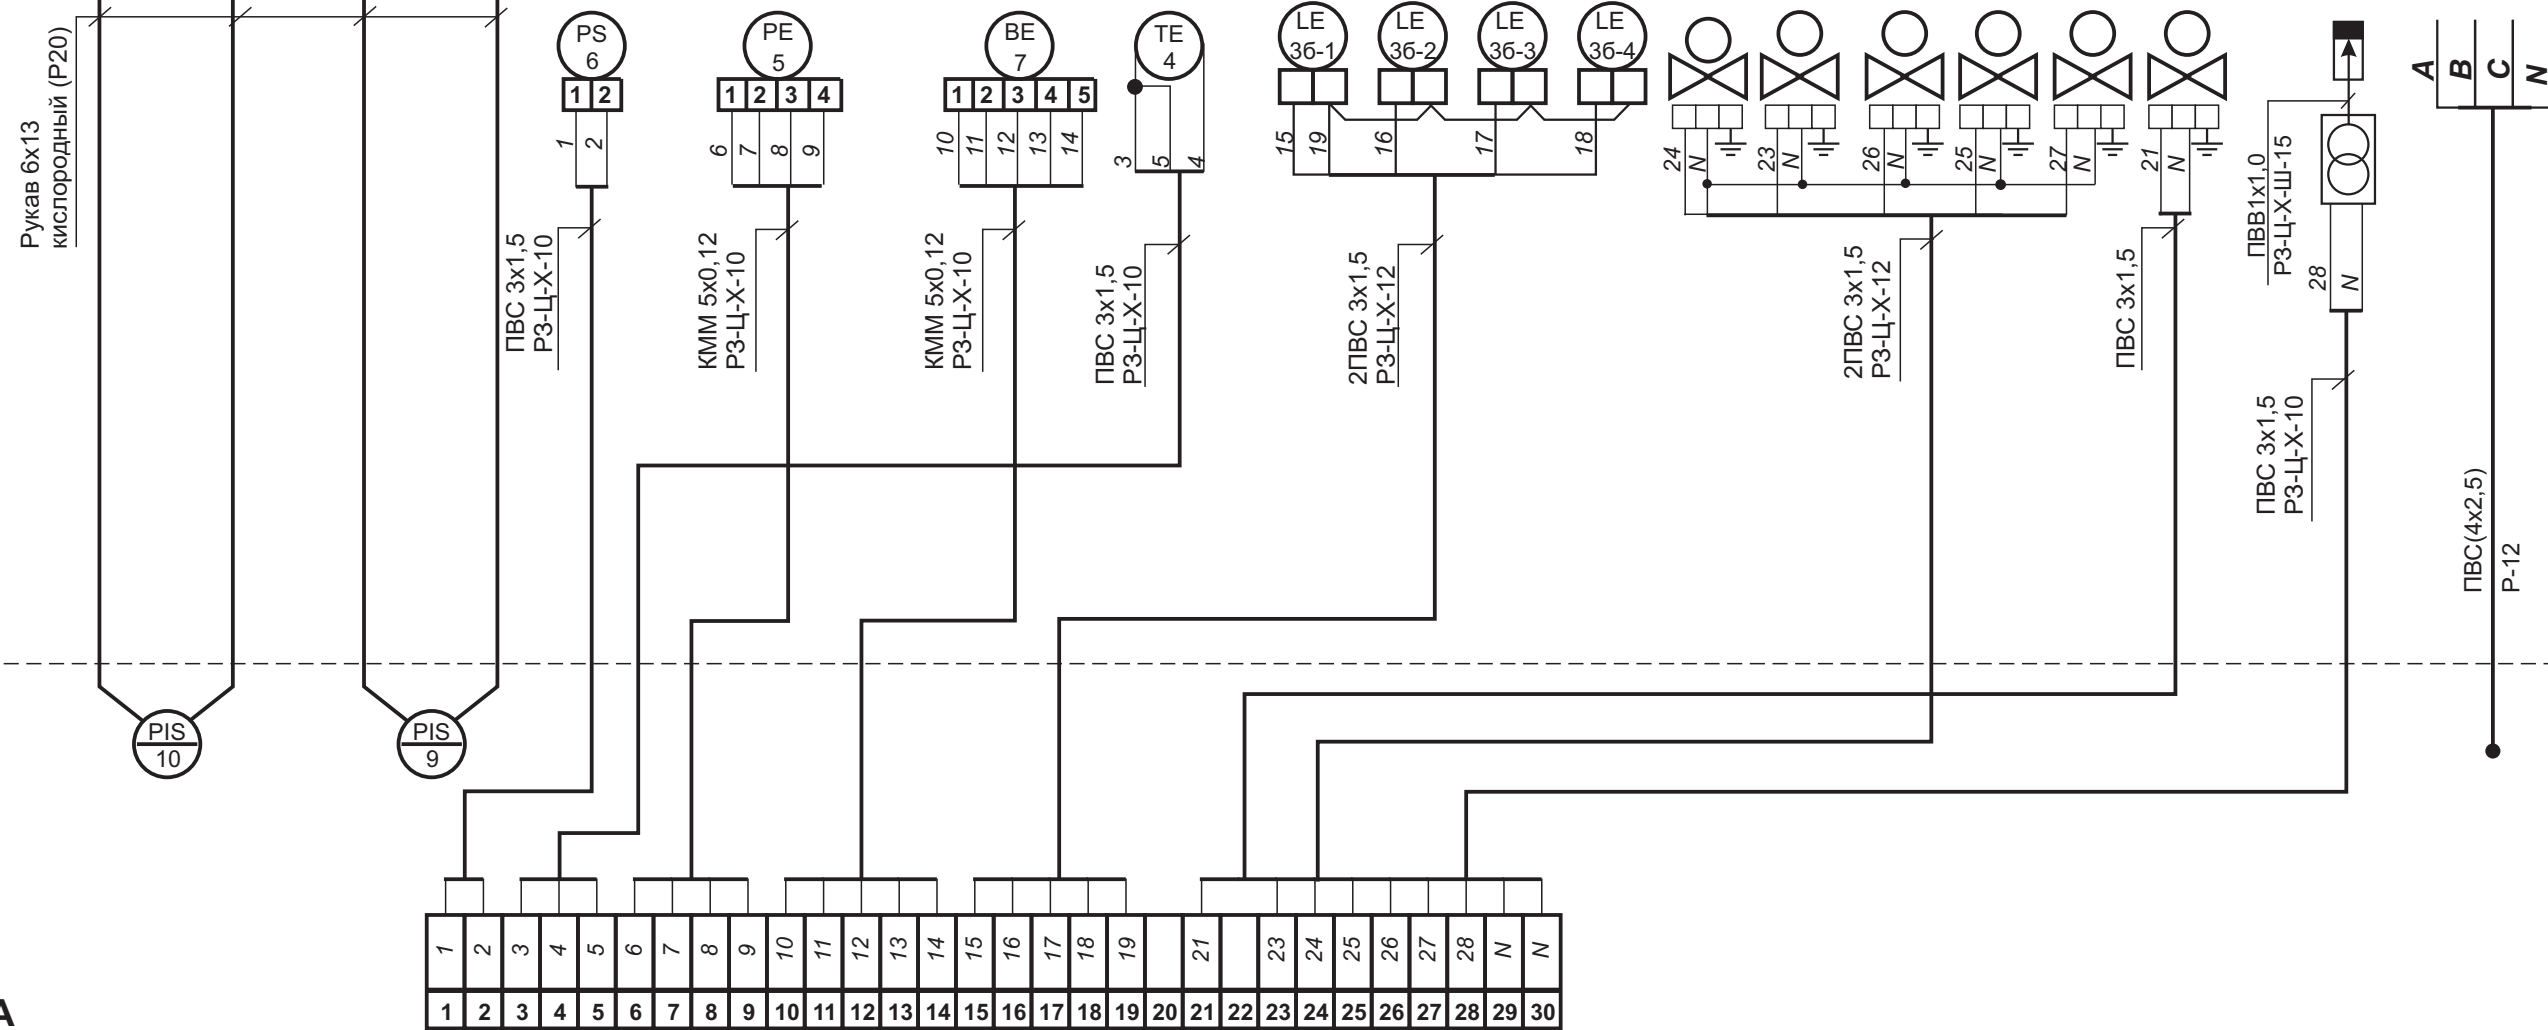 Рукав 6х13
кислородный (Р20)
PS
6
1 2
1
2
ПВС 3х1,5
РЗ-Ц-Х-10
PE
5
1 2 3 4
6
7
8
9
КММ 5х0,12
РЗ-Ц-Х-10
BE
7
1 2 3 4 5
10
11
12
13
14
КММ 5х0,12
РЗ-Ц-Х-10
TE
4
3
5
4
ПВС 3х1,5
РЗ-Ц-Х-10
LE
3б-1
LE
3б-2
LE
3б-3
LE
3б-4
15
19
16
17
18
2ПВС 3х1,5
РЗ-Ц-Х-12
24
N
23
N
26
N
25
N
27
N
21
N
2ПВС 3х1,5
РЗ-Ц-Х-12
ПВС 3х1,5
ПВВ1х1,0
РЗ-Ц-Х-Ш-15
28
N
ПВС 3х1,5
РЗ-Ц-Х-10
A
B
C
N
ПВС(4х2,5)
Р-12
PIS
10
PIS
9
1 2 3 4 5 6 7 8 9 10 11 12 13 14 15 16 17 18 19 21 23 24 25 26 27 28 N N
1 2 3 4 5 6 7 8 9 10 11 12 13 14 15 16 17 18 19 20 21 22 23 24 25 26 27 28 29 30
А